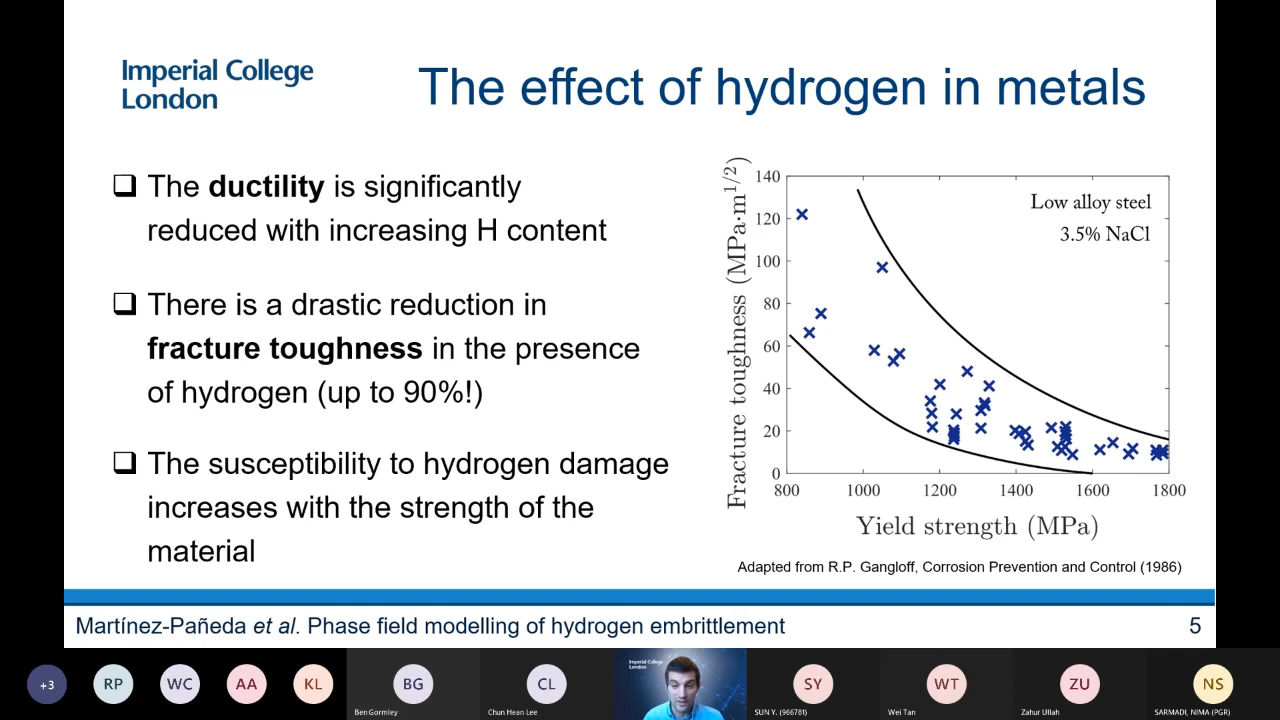 Imperial College
London
The effect of hydrogen in metals
❑ The ductility is significantly
reduced with increasing H content
❑ There is a drastic reduction in
fracture toughness in the presence
of hydrogen (up to 90%!)
❑ The susceptibility to hydrogen damage
increases with the strength of the
material
Fracture toughness (MPa·m^1/2)
140
120
100
80
60
40
20
0
Low alloy steel
3.5% NaCl
800 1000 1200 1400 1600 1800
Yield strength (MPa)
Adapted from R.P. Gangloff, Corrosion Prevention and Control (1986)
Martínez-Pañeda et al. Phase field modelling of hydrogen embrittlement 5
+3 RP WC AA KL BG CL SY WT ZU NS
Imperial College
London
Ben Gormley Chun Hean Lee SUN Y. (966781) Wei Tan Zahur Ullah SARMADI, NIMA (PGR)